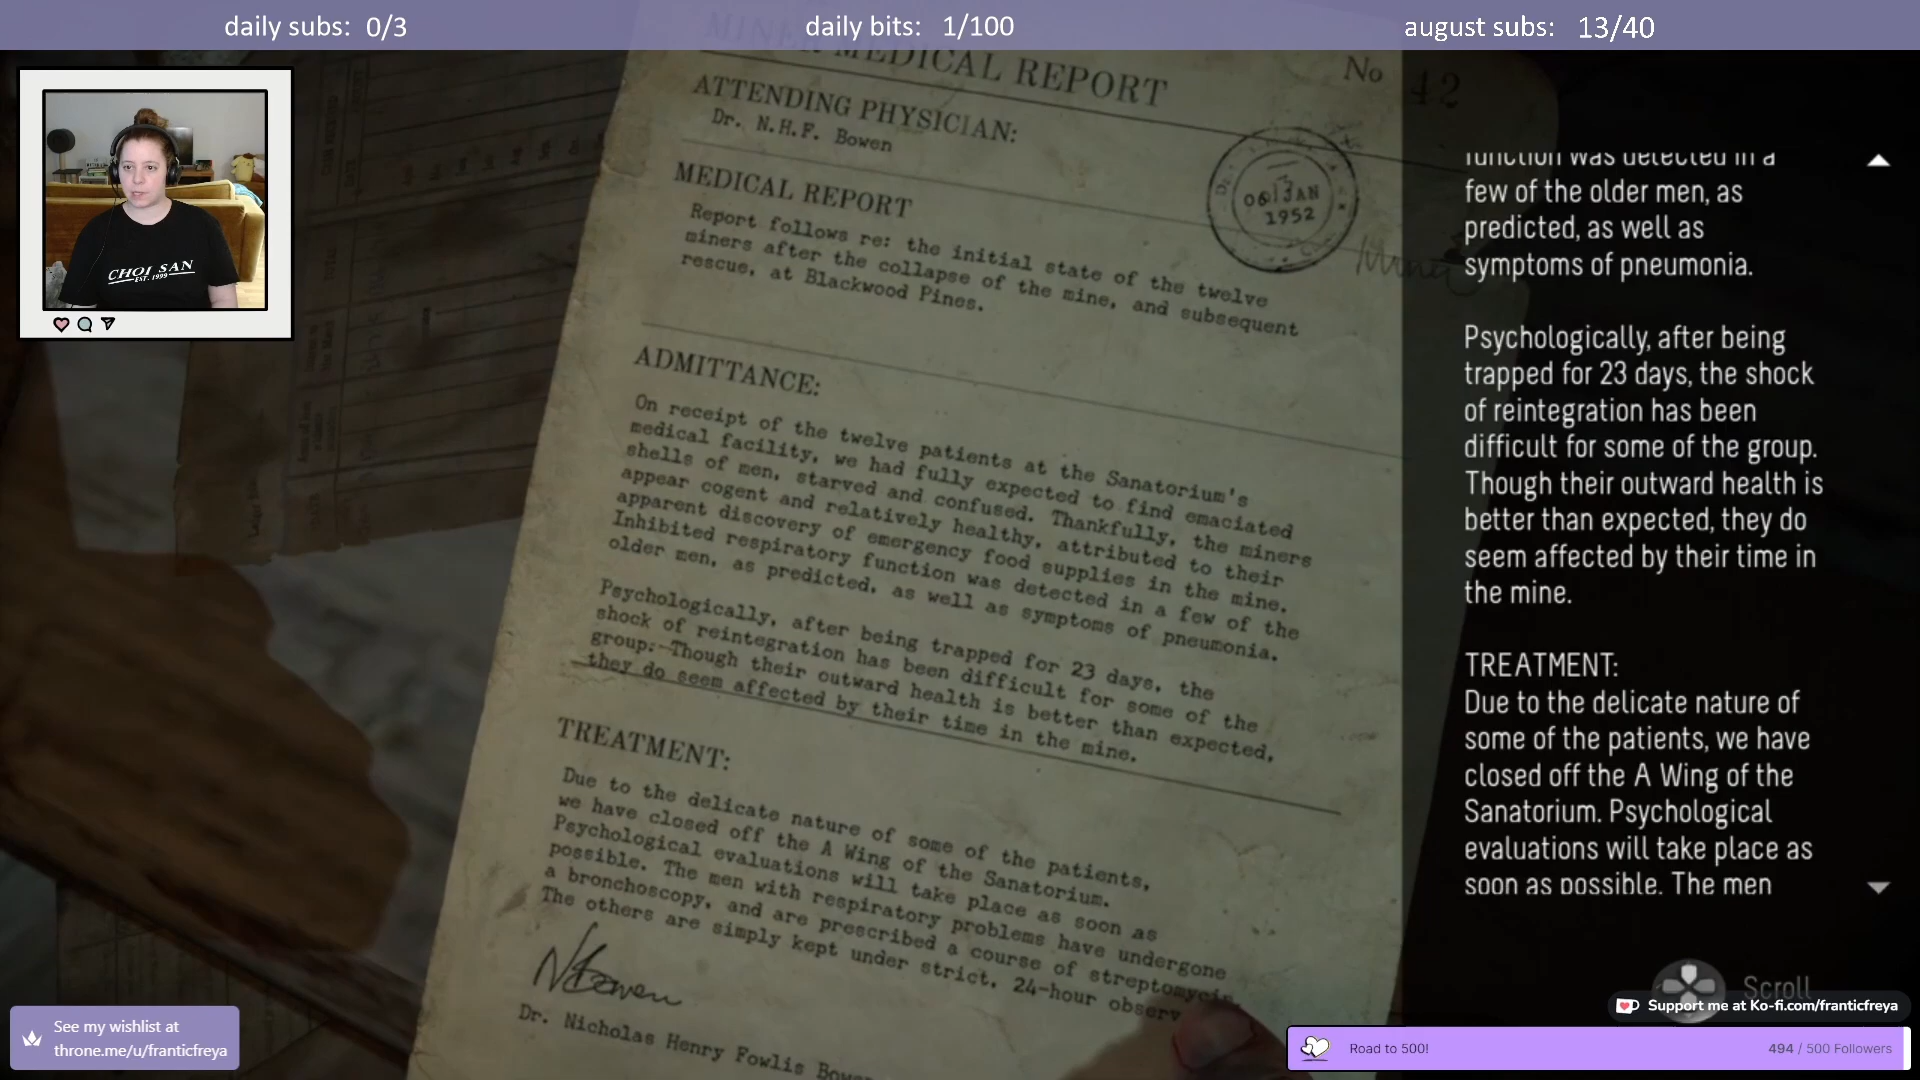 daily subs: 0/3
daily bits: 1/100
august subs: 13/40
MINER MEDICAL REPORT
No 42
ATTENDING PHYSICIAN:
Dr. N.H.F. Bowen
MEDICAL REPORT
Report follows re: the initial state of the twelve
miners after the collapse of the mine, and subsequent
rescue, at Blackwood Pines.
JAN
1952
ADMITTANCE:
On receipt of the twelve patients at the Sanatorium's
medical facility, we had fully expected to find emaciated
shells of men, starved and confused. Thankfully, the miners
appear cogent and relatively healthy, attributed to their
apparent discovery of emergency food supplies in the mine.
Inhibited respiratory function was detected in a few of the
older men, as predicted, as well as symptoms of pneumonia.
Psychologically, after being trapped for 23 days, the
shock of reintegration has been difficult for some of the
group. Though their outward health is better than expected,
they do seem affected by their time in the mine.
TREATMENT:
Due to the delicate nature of some of the patients,
we have closed off the A Wing of the Sanatorium.
Psychological evaluations will take place as soon as
possible. The men with respiratory problems have undergone
a bronchoscopy, and are prescribed a course of streptomycin.
The others are simply kept under strict, 24-hour observ
NBowen
Dr. Nicholas Henry Fowlis Bowen
function was detected in a
few of the older men, as
predicted, as well as
symptoms of pneumonia.
Psychologically, after being
trapped for 23 days, the shock
of reintegration has been
difficult for some of the group.
Though their outward health is
better than expected, they do
seem affected by their time in
the mine.
TREATMENT:
Due to the delicate nature of
some of the patients, we have
closed off the A Wing of the
Sanatorium. Psychological
evaluations will take place as
soon as possible. The men
Scroll
CHOI SAN
EST. 1999
See my wishlist at
throne.me/u/franticfreya
Support me at Ko-fi.com/franticfreya
Road to 500!
494 / 500 Followers